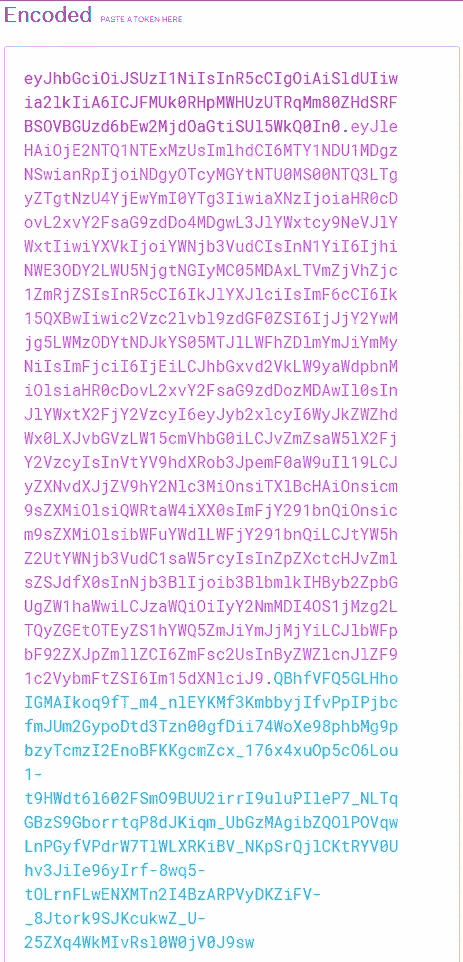 Encoded PASTE A TOKEN HERE
eyJhbGciOiJSUzI1NiIsInR5cCIgOiAiSldUIiw
ia2lkIiA6ICJFMUk0RHpMWHUzUTRqMm80ZHdSRF
BSOVBGUzd6bEw2MjdOaGtiSUl5WkQ0In0.eyJle
HAiOjE2NTQ1NTExMzUsImlhdCI6MTY1NDU1MDgz
NSwianRpIjoiNDgyOTcyMGYtNTU0MS00NTQ3LTg
yZTgtNzU4YjEwYmI0YTg3IiwiaXNzIjoiaHR0cD
ovL2xvY2FsaG9zdDo4MDgwL3JlYWxtcy9NeVJlY
WxtIiwiYXVkIjoiYWNjb3VudCIsInN1YiI6Ijhi
NWE3ODY2LWU5NjgtNGIyMC05MDAxLTVmZjVhZjc
1ZmRjZSIsInR5cCI6IkJlYXJlciIsImF6cCI6Ik
15QXBwIiwic2Vzc2lvbl9zdGF0ZSI6IjJjY2YwM
jg5LWMzODYtNDJkYS05MTJlLWFhZDlmYmJiYmMy
NiIsImFjciI6IjEiLCJhbGxvd2VkLW9yaWdpbnM
iOlsiaHR0cDovL2xvY2FsaG9zdDozMDAwIl0sIn
JlYWxtX2FjY2VzcyI6eyJyb2xlcyI6WyJkZWZhd
Wx0LXJvbGVzLW15cmVhbG0iLCJvZmZsaW5lX2Fj
Y2VzcyIsInVtYV9hdXRob3JpemF0aW9uIl19LCJ
yZXNvdXJjZV9hY2Nlc3MiOnsiTXlBcHAiOnsicm
9sZXMiOlsiQWRtaW4iXX0sImFjY291bnQiOnsic
m9sZXMiOlsibWFuYWdlLWFjY291bnQiLCJtYW5h
Z2UtYWNjb3VudC1saW5rcyIsInZpZXctcHJvZml
sZSJdfX0sInNjb3BlIjoib3BlbmlkIHByb2ZpbG
UgZW1haWwiLCJzaWQiOiIyY2NmMDI4OS1jMzg2L
TQyZGEtOTEyZS1hYWQ5ZmJiYmJjMjYiLCJlbWFp
bF92ZXJpZmllZCI6ZmFsc2UsInByZWZlcnJlZF9
1c2VybmFtZSI6Im15dXNlciJ9.QBhfVFQ5GLHho
IGMAIkoq9fT_m4_nlEYKMf3KmbbyjIfvPpIPjbc
fmJUm2GypoDtd3Tzn00gfDii74WoXe98phbMg9p
bzyTcmzI2EnoBFKKgcmZcx_176x4xuOp5cO6Lou
1-
t9HWdt6l602FSmO9BUU2irrI9uluPIleP7_NLTq
GBzS9GborrtqP8dJKiqm_UbGzMAgibZQOlPOVqw
LnPGyfVPdrW7TlWLXRKiBV_NKpSrQjlCKtRYV0U
hv3JiIe96yIrf-8wq5-
tOLrnFLwENXMTn2I4BzARPVyDKZiFV-
_8Jtork9SJKcukwZ_U-
25ZXq4WkMIvRsl0W0jV0J9sw